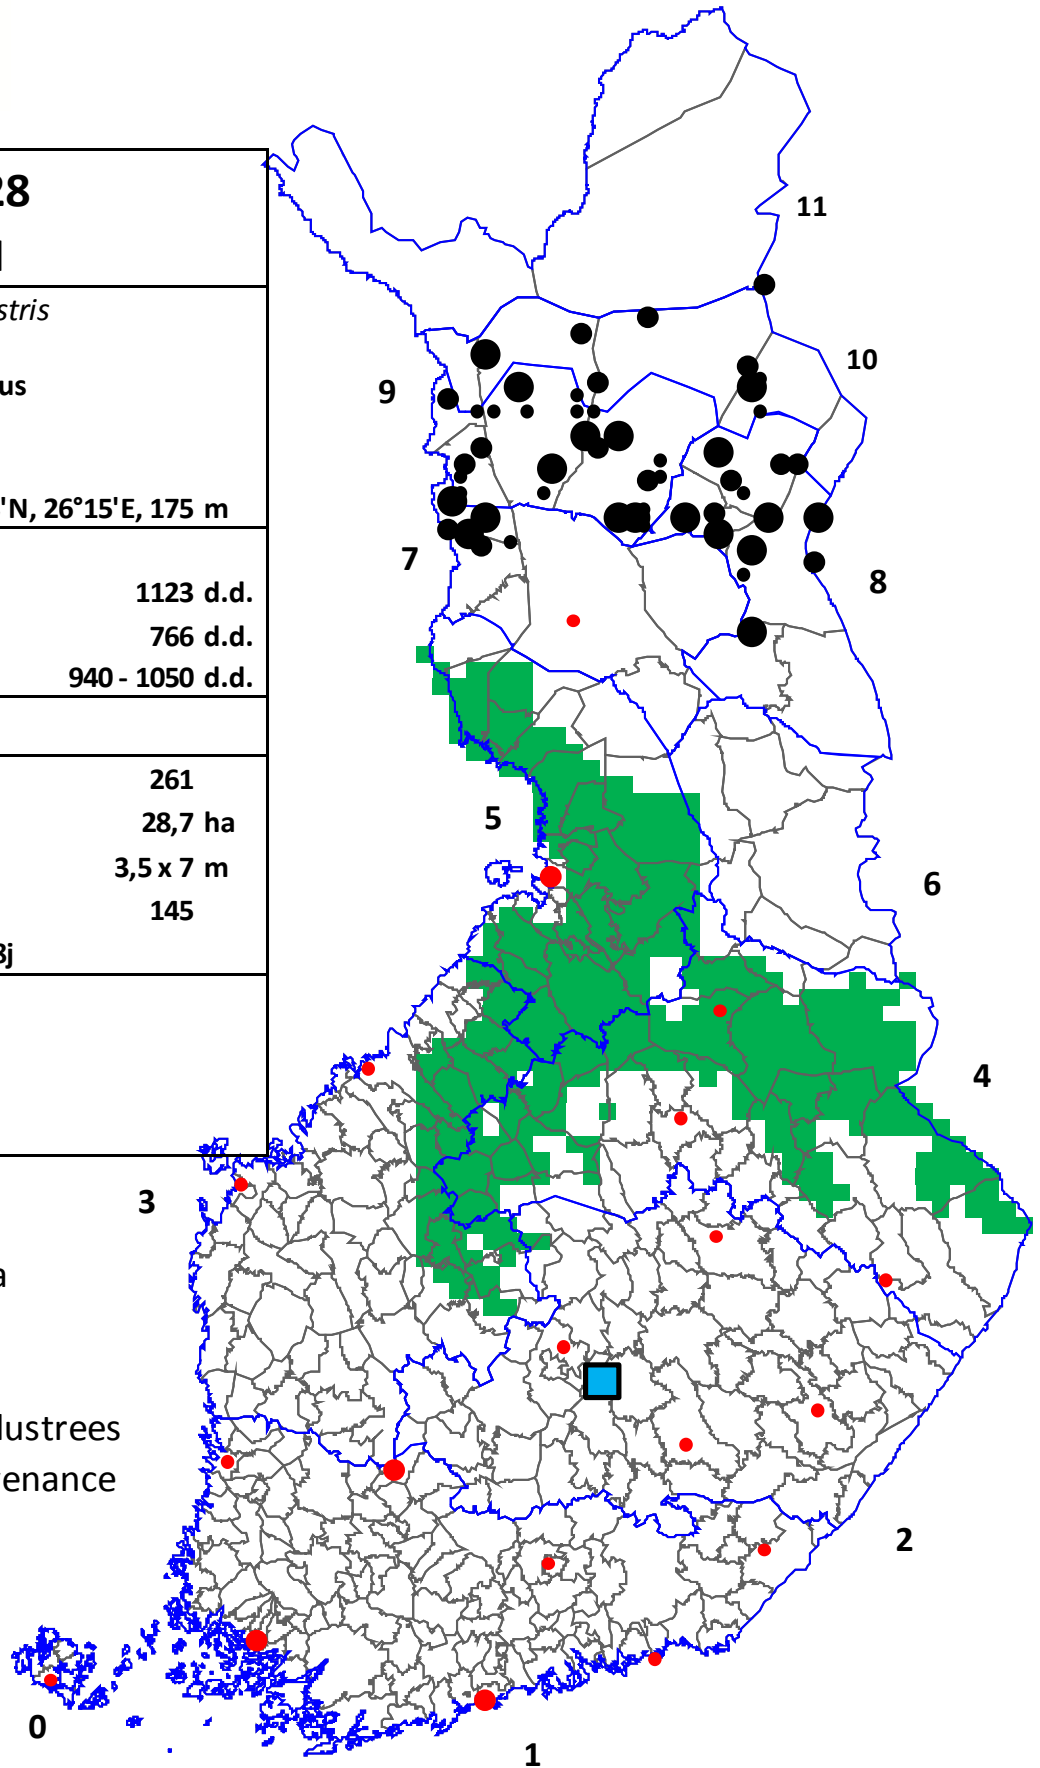 28
stris
us
'N, 26°15'E, 175 m
1123 d.d.
766 d.d.
940 - 1050 d.d.
261
28,7 ha
3,5 x 7 m
145
3j
a
lustrees
enance
11
10
9
7
8
5
6
4
3
2
0
1